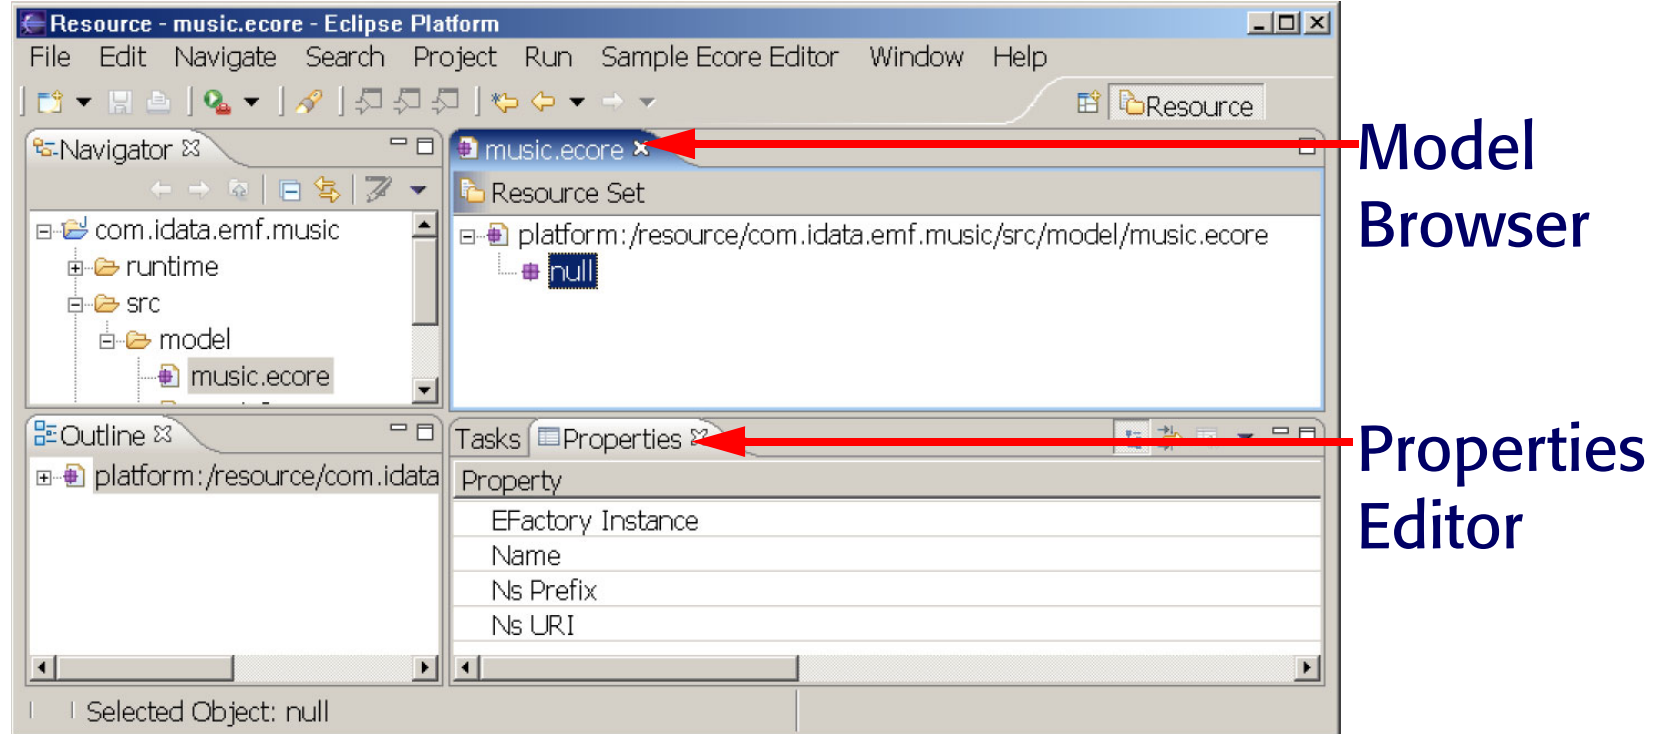 Resource - music.ecore - Eclipse Platform
File Edit Navigate Search Project Run Sample Ecore Editor Window Help
Resource
Navigator
music.ecore
Model
Browser
Resource Set
com.idata.emf.music
runtime
src
model
music.ecore
platform:/resource/com.idata.emf.music/src/model/music.ecore
null
Outline
platform:/resource/com.idata
Tasks Properties
Properties
Editor
Property
EFactory Instance
Name
Ns Prefix
Ns URI
Selected Object: null